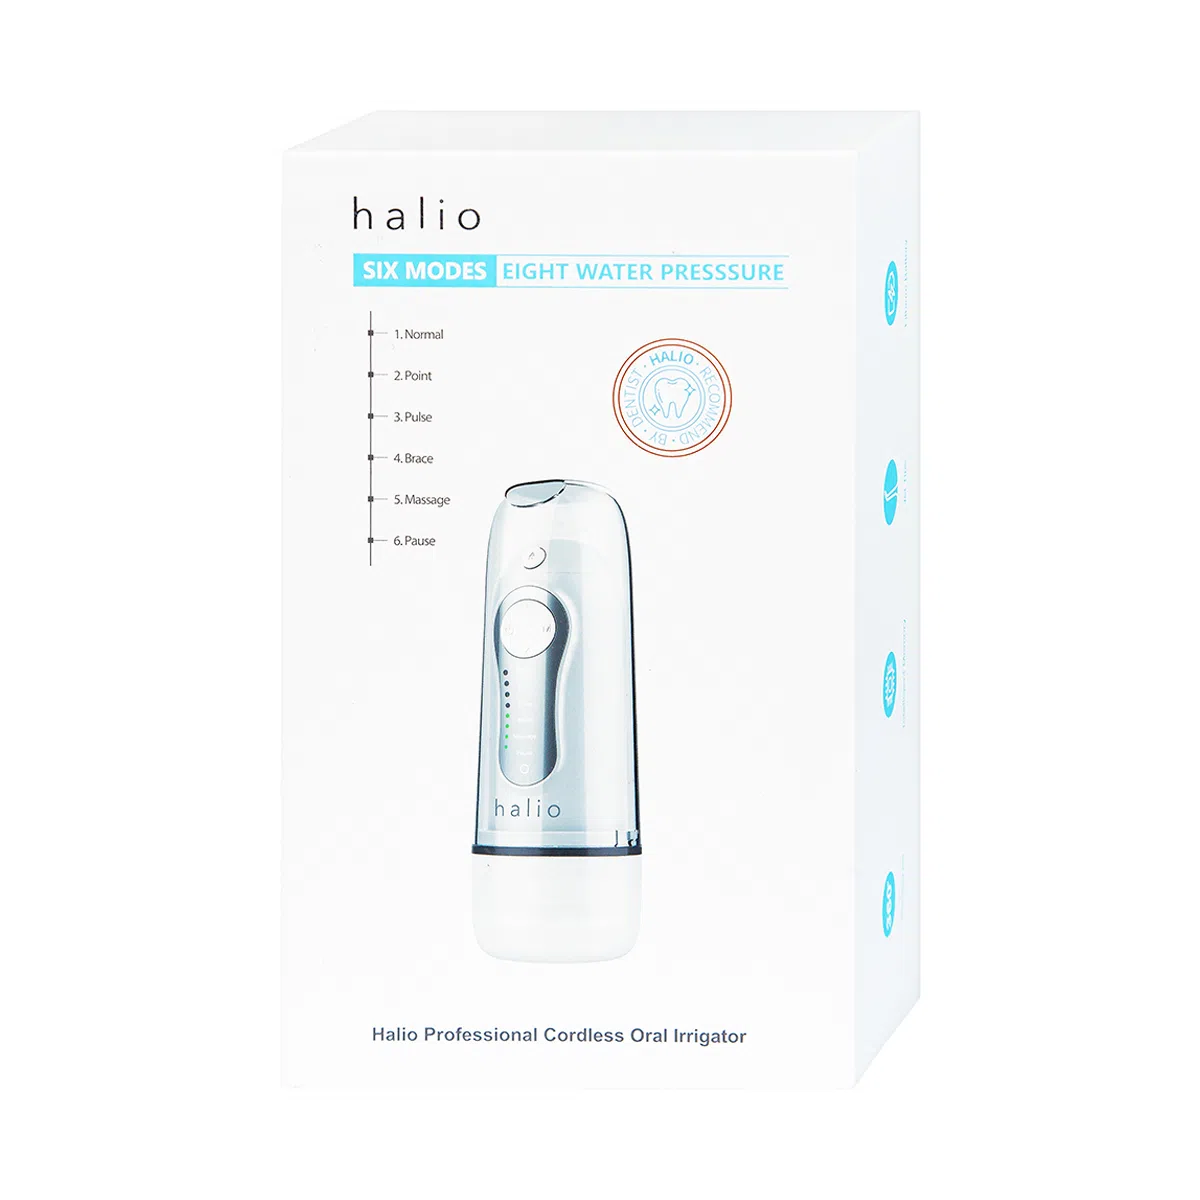 halio
SIX MODES EIGHT WATER PRESSSURE
1. Normal
2. Point
3. Pulse
4. Brace
5. Massage
6. Pause
· HALIO · RECOMMEND · BY · DENTIST
M
halio
360°
Halio Professional Cordless Oral Irrigator